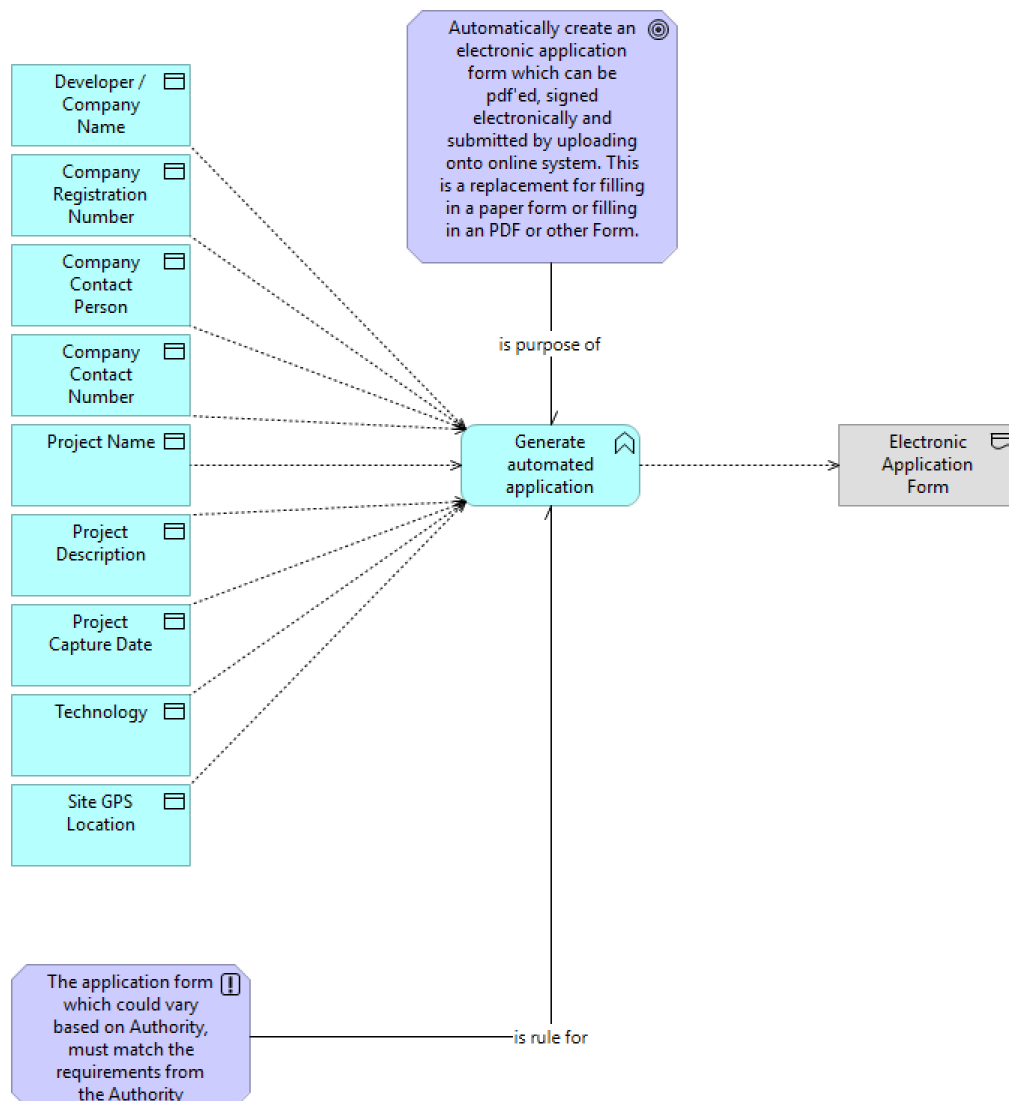 Automatically create an
electronic application
form which can be
pdf'ed, signed
electronically and
submitted by uploading
onto online system. This
is a replacement for filling
in a paper form or filling
in an PDF or other Form.
Developer /
Company
Name
Company
Registration
Number
Company
Contact
Person
Company
Contact
Number
Project Name
Project
Description
Project
Capture Date
Technology
Site GPS
Location
is purpose of
Generate
automated
application
Electronic
Application
Form
The application form
which could vary
based on Authority,
must match the
requirements from
the Authority
is rule for